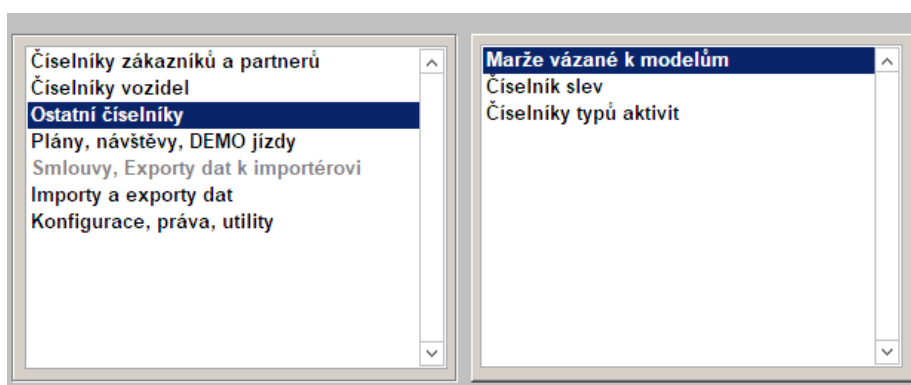 Číselníky zákazníků a partnerů
Číselníky vozidel
Ostatní číselníky
Plány, návštěvy, DEMO jízdy
Smlouvy, Exporty dat k importérovi
Importy a exporty dat
Konfigurace, práva, utility
Marže vázané k modelům
Číselník slev
Číselníky typů aktivit